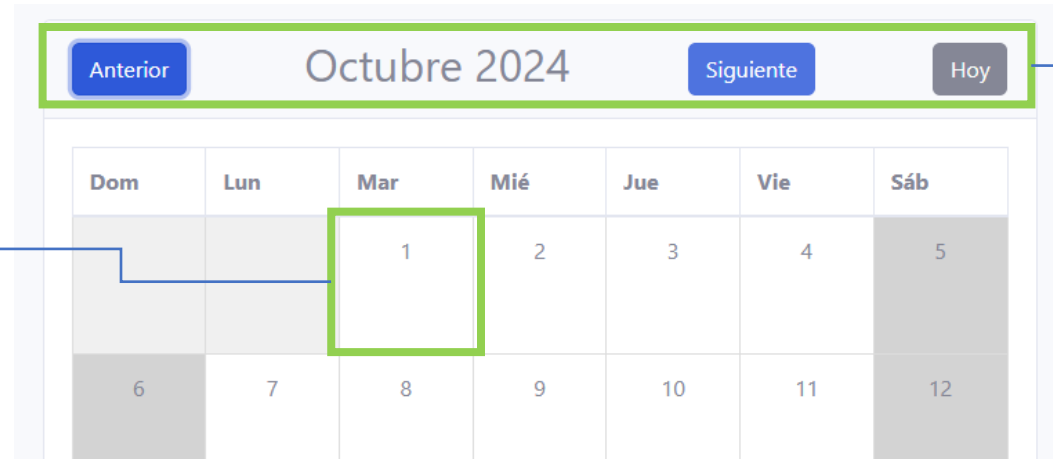 Anterior Octubre 2024 Siguiente Hoy
Dom Lun Mar Mié Jue Vie Sáb
1 2 3 4 5
6 7 8 9 10 11 12